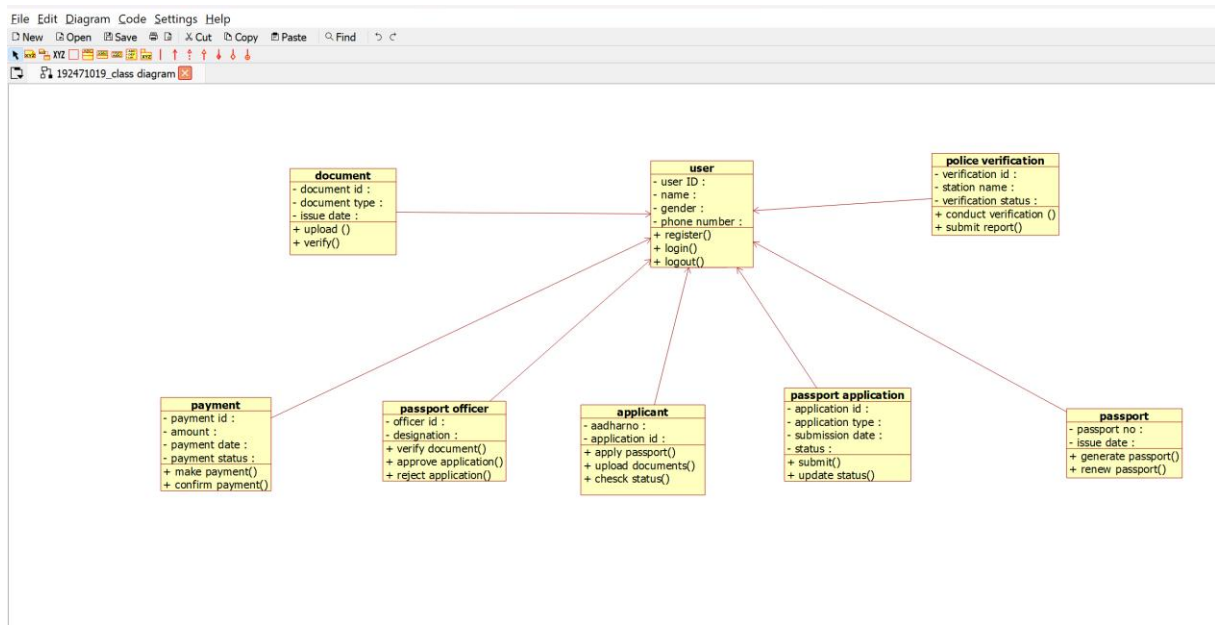 File Edit Diagram Code Settings Help
New Open Save Cut Copy Paste Find
XYZ
192471019_class diagram
document
- document id :
- document type :
- issue date :
+ upload ()
+ verify()
user
- user ID :
- name :
- gender :
- phone number :
+ register()
+ login()
+ logout()
police verification
- verification id :
- station name :
- verification status :
+ conduct verification ()
+ submit report()
payment
- payment id :
- amount :
- payment date :
- payment status :
+ make payment()
+ confirm payment()
passport officer
- officer id :
- designation :
+ verify document()
+ approve application()
+ reject application()
applicant
- aadharno :
- application id :
+ apply passport()
+ upload documents()
+ chesck status()
passport application
- application id :
- application type :
- submission date :
- status :
+ submit()
+ update status()
passport
- passport no :
- issue date :
+ generate passport()
+ renew passport()